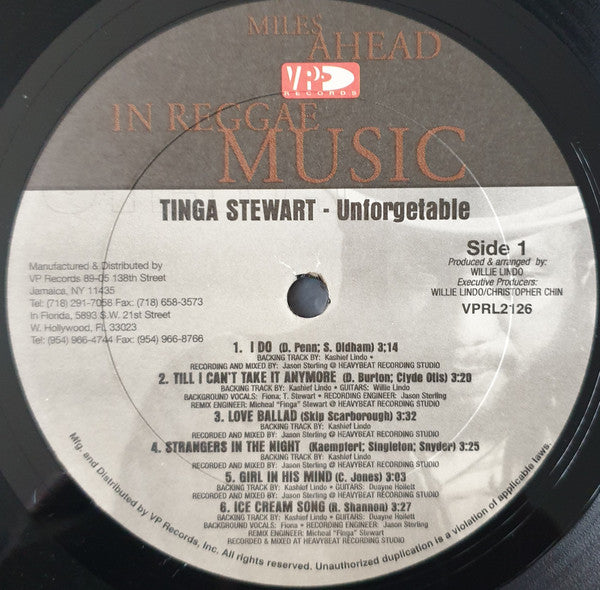 MILES
AHEAD
VP
RECORDS
IN REGGAE
MUSIC
TINGA STEWART - Unforgetable
Manufactured & Distributed by
VP Records 89-05 138th Street
Jamaica, NY 11435
Tel: (718) 291-7058 Fax: (718) 658-3573
In Florida, 5893 S.W. 21st Street
W. Hollywood, FL 33023
Tel: (954) 966-4744 Fax: (954) 966-8766
Side 1
Produced & arranged by:
WILLIE LINDO
Executive Producers:
WILLIE LINDO/CHRISTOPHER CHIN
VPRL2126
1. I DO (D. Penn; S. Oldham) 3;14
BACKING TRACK BY: Kashief Lindo •
RECORDING AND MIXED BY: Jason Sterling @ HEAVYBEAT RECORDING STUDIO
2. TILL I CAN'T TAKE IT ANYMORE (D. Burton; Clyde Otis) 3:20
BACKING TRACK BY: Kashief Lindo • GUITARS: Willie Lindo
BACKGROUND VOCALS: Fiona; T. Stewart • RECORDING ENGINEER: Jason Sterling
REMIX ENGINEER: Micheal "Finga" Stewart @ HEAVYBEAT RECORDING STUDIO
3. LOVE BALLAD (Skip Scarborough) 3:32
BACKING TRACK BY: Kashief Lindo
RECORDED AND MIXED BY: Jason Sterling @ HEAVYBEAT RECORDING STUDIO
4. STRANGERS IN THE NIGHT (Kaempfert; Singleton; Snyder) 3:25
BACKING TRACK BY: Kashief Lindo
RECORDED AND MIXED BY: Jason Sterling @ HEAVYBEAT RECORDING STUDIO
5. GIRL IN HIS MIND (C. Jones) 3:03
BACKING TRACK BY: Kashief Lindo • GUITARS: Duayne Hoilett
RECORDED AND MIXED BY: Jason Sterling @ HEAVYBEAT RECORDING STUDIO
6. ICE CREAM SONG (R. Shannon) 3:27
BACKING TRACK BY: Kashief Lindo • GUITARS: Duayne Hoilett
BACKGROUND VOCALS: Fiona • RECORDING ENGINEER: Jason Sterling
REMIX ENGINEER: Micheal "Finga" Stewart
RECORDED & MIXED AT HEAVYBEAT RECORDING STUDIO
Mfg. and Distributed by VP Records, Inc. All rights reserved. Unauthorized duplication is a violation of applicable laws.